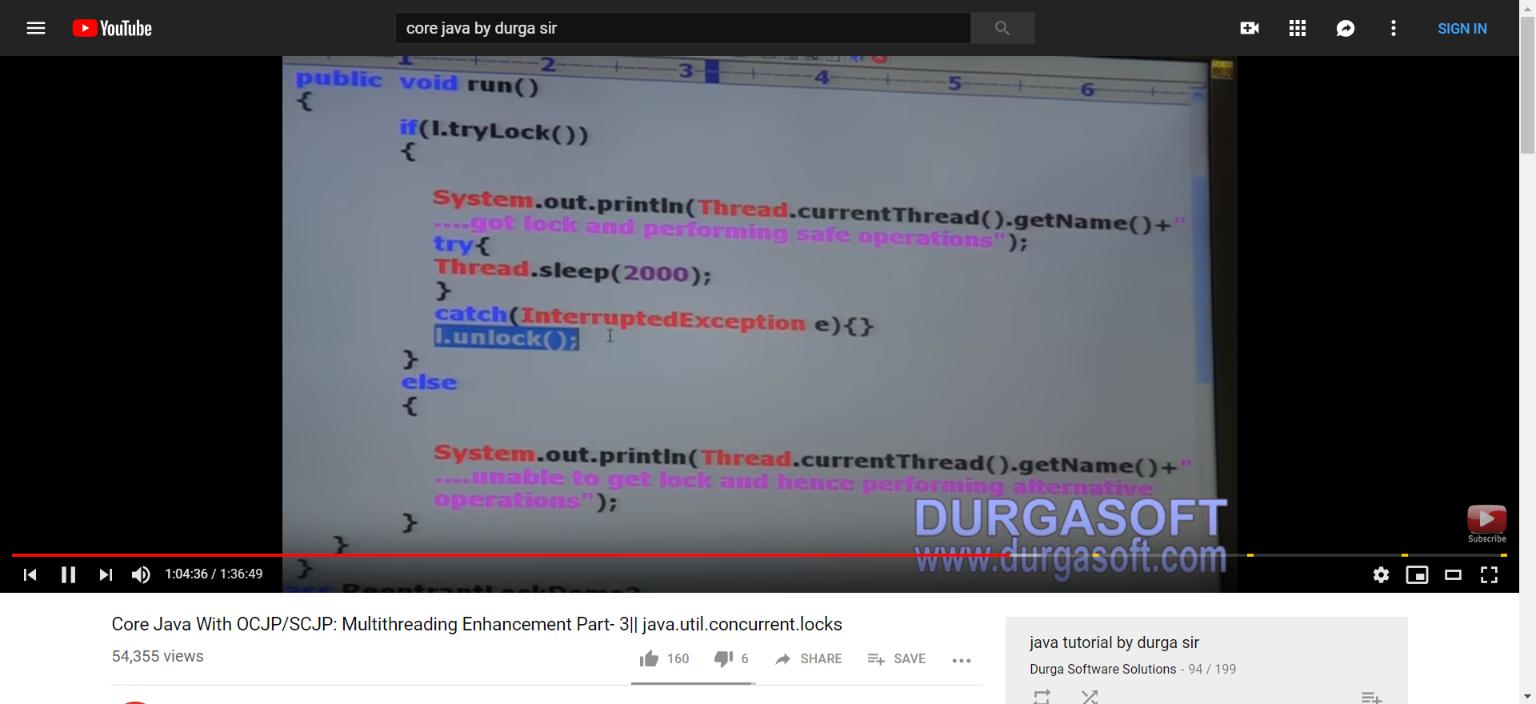 YouTube
core java by durga sir
SIGN IN
1 2 3 4 5 6
public void run()
{
if(l.tryLock())
{
System.out.println(Thread.currentThread().getName()+"
....got lock and performing safe operations");
try{
Thread.sleep(2000);
}
catch(InterruptedException e){}
l.unlock();
}
else
{
System.out.println(Thread.currentThread().getName()+"
....unable to get lock and hence performing alternative
operations");
}
}
}
DURGASOFT
www.durgasoft.com
Subscribe
1:04:36 / 1:36:49
Core Java With OCJP/SCJP: Multithreading Enhancement Part- 3|| java.util.concurrent.locks
54,355 views
160
6
SHARE
SAVE
java tutorial by durga sir
Durga Software Solutions - 94 / 199